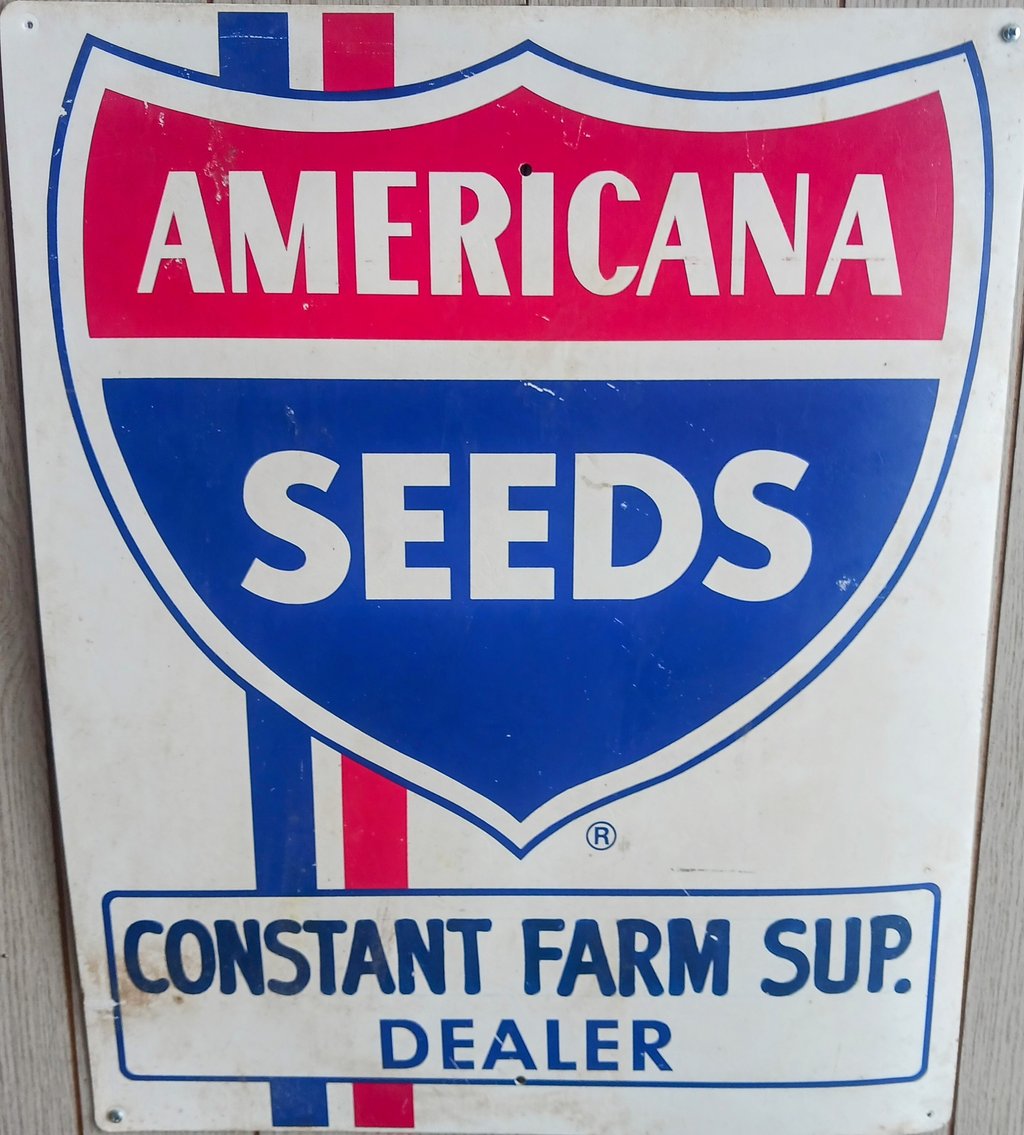 AMERICANA
SEEDS
®
CONSTANT FARM SUP.
DEALER